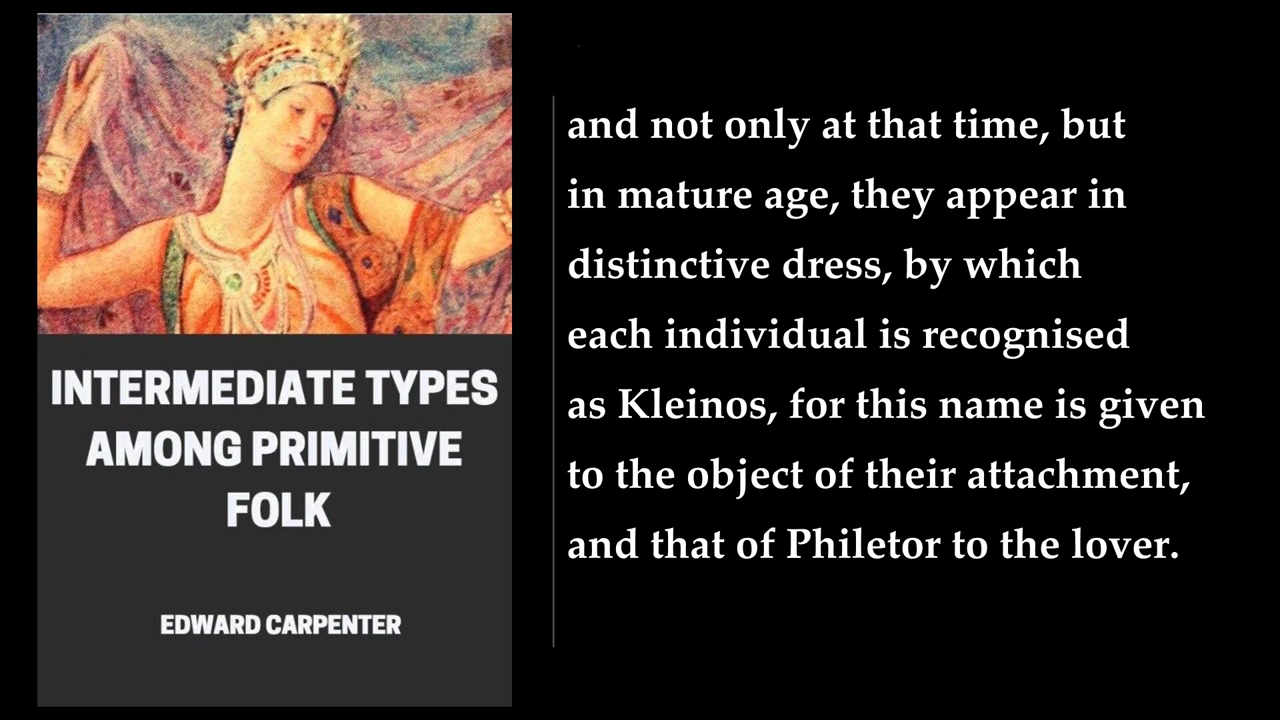 INTERMEDIATE TYPES
AMONG PRIMITIVE
FOLK
EDWARD CARPENTER
and not only at that time, but
in mature age, they appear in
distinctive dress, by which
each individual is recognised
as Kleinos, for this name is given
to the object of their attachment,
and that of Philetor to the lover.